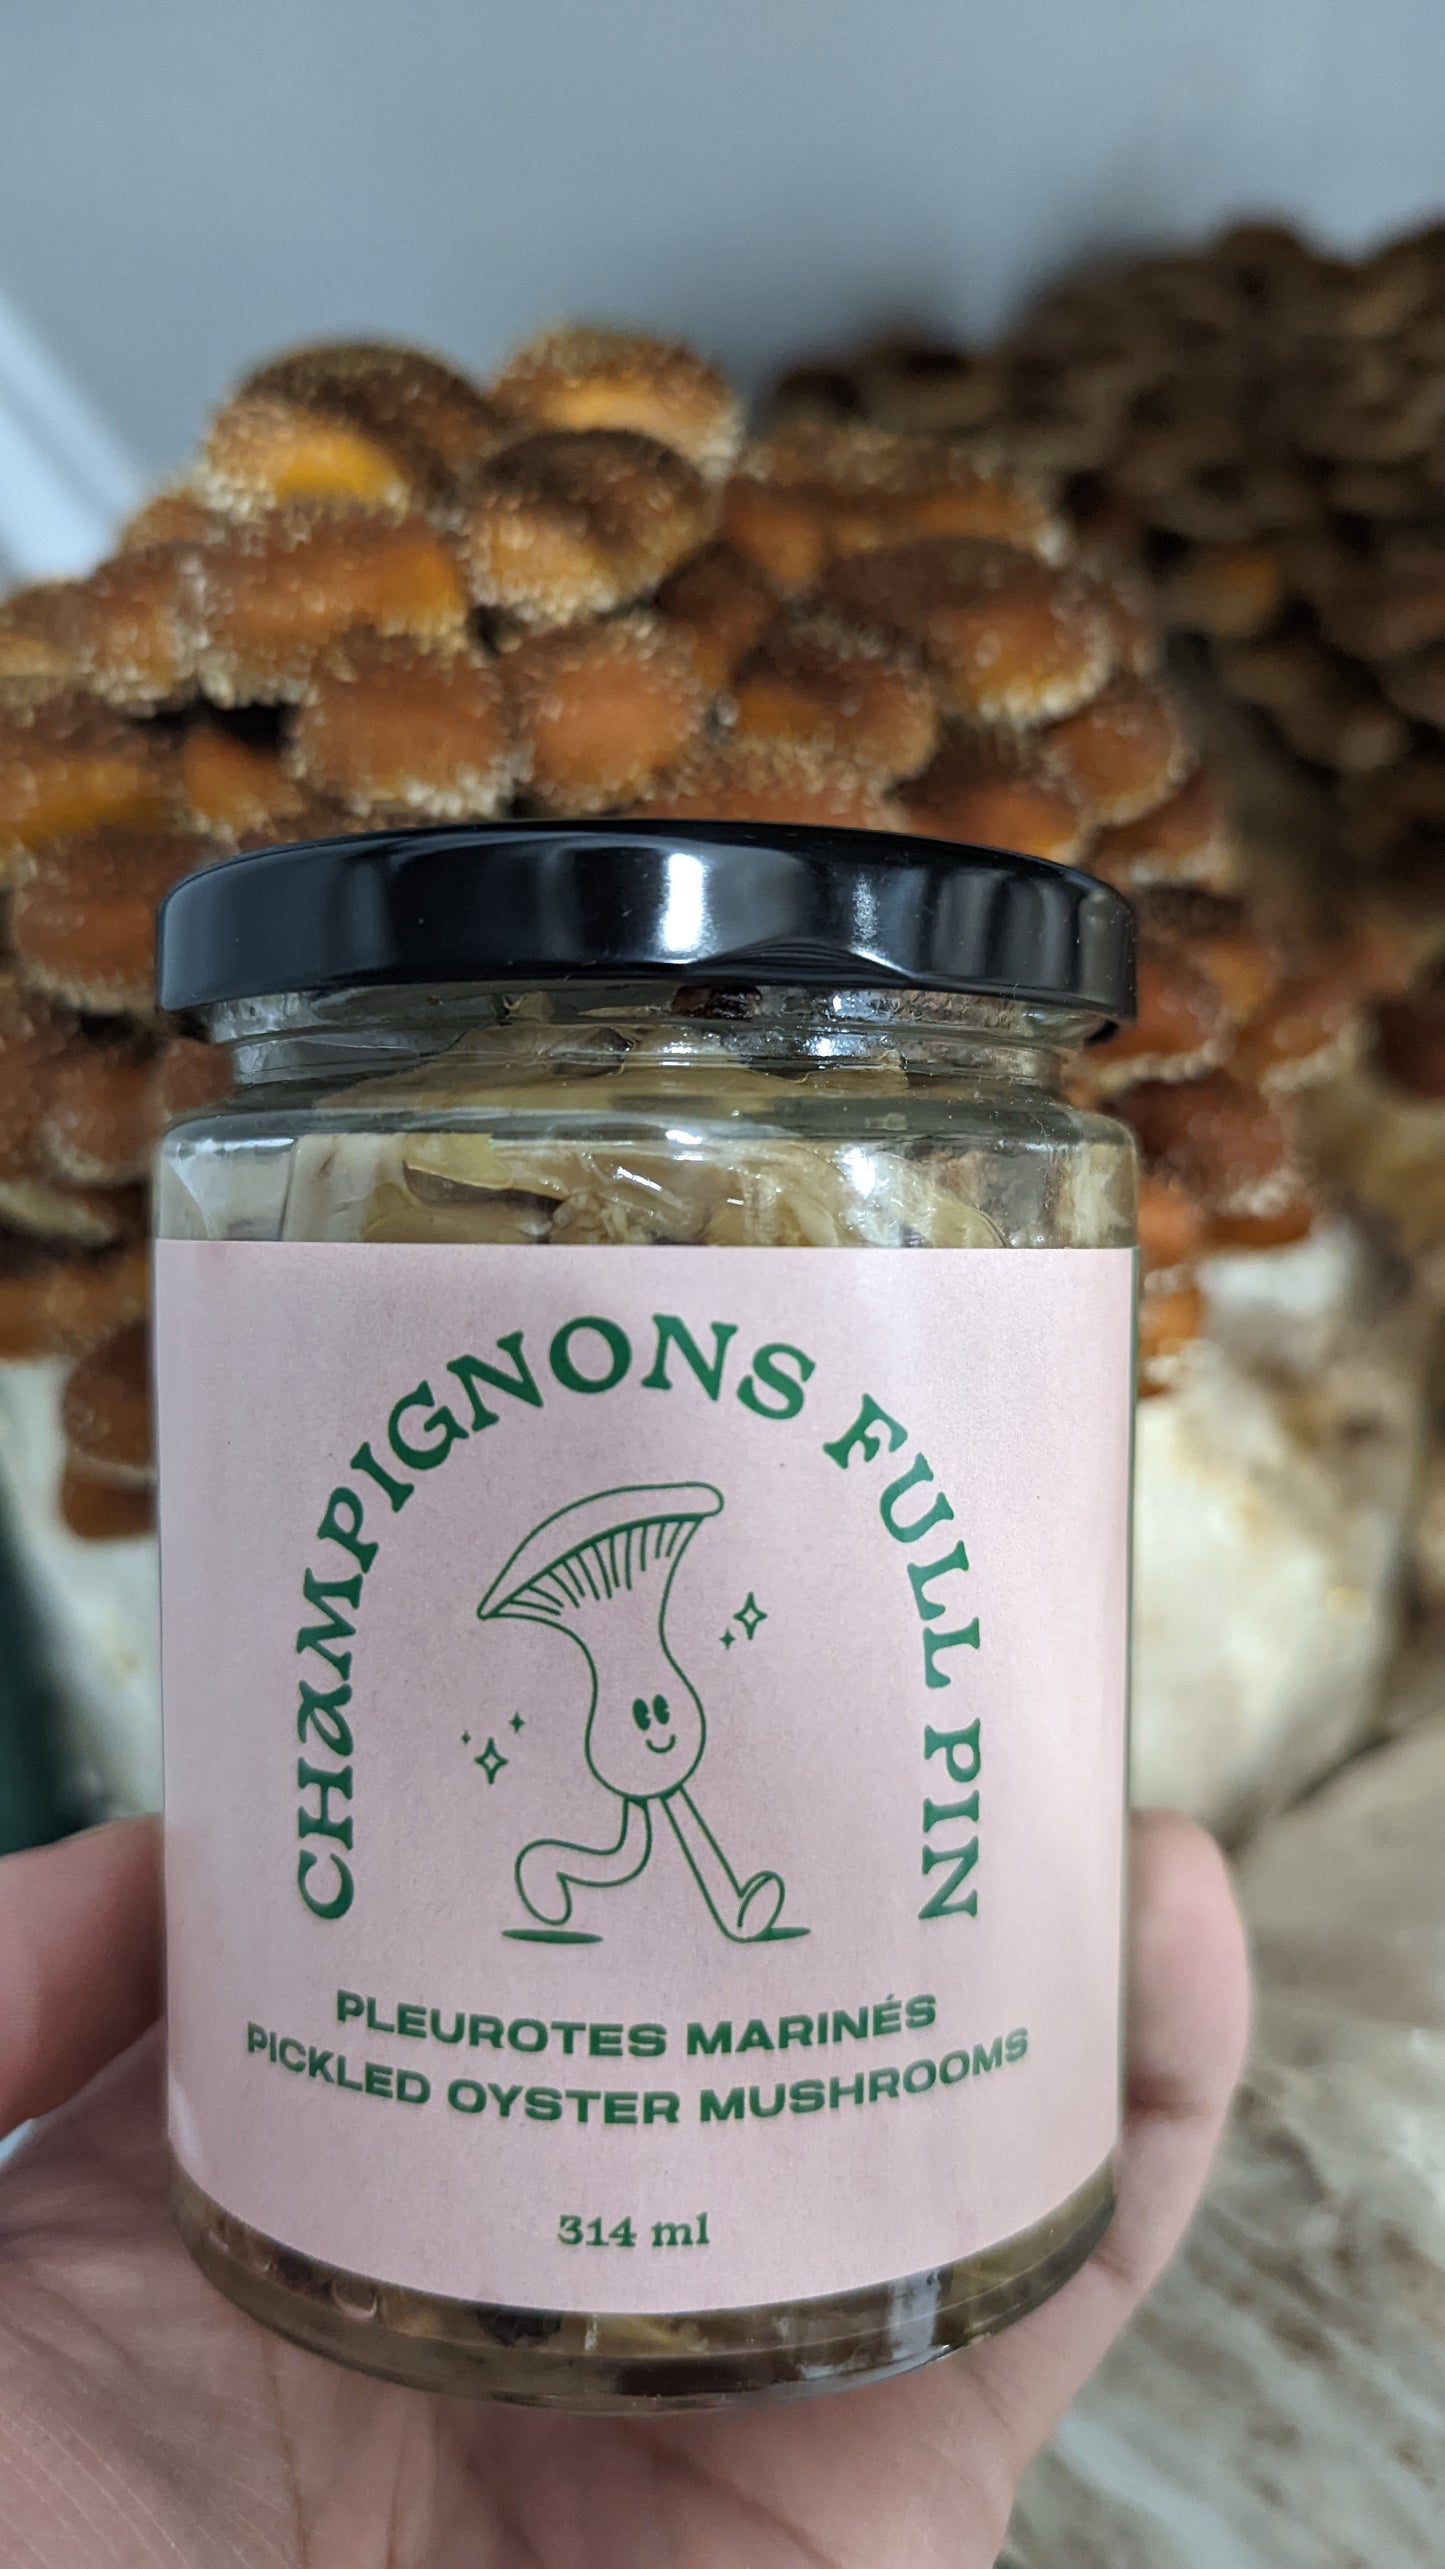 CHaMPIGNONS FULL PIN
PLEUROTES MARINÉS
PICKLED OYSTER MUSHROOMS
314 ml